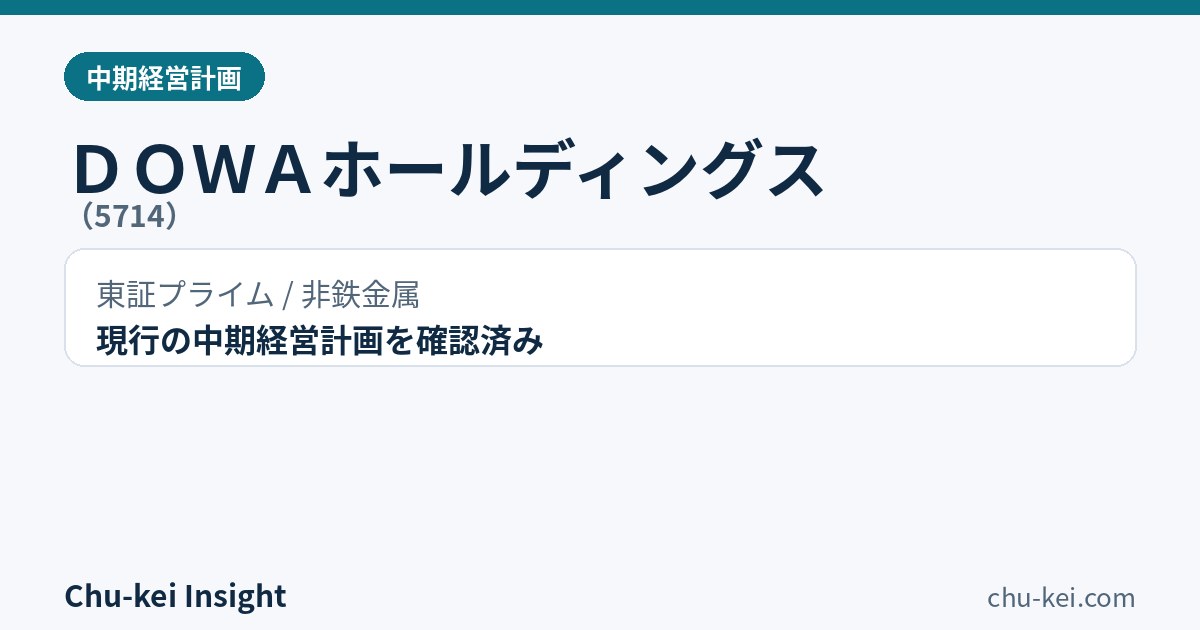 中期経営計画
ＤＯＷＡホールディングス
（5714）
東証プライム / 非鉄金属
現行の中期経営計画を確認済み
Chu-kei Insight
chu-kei.com